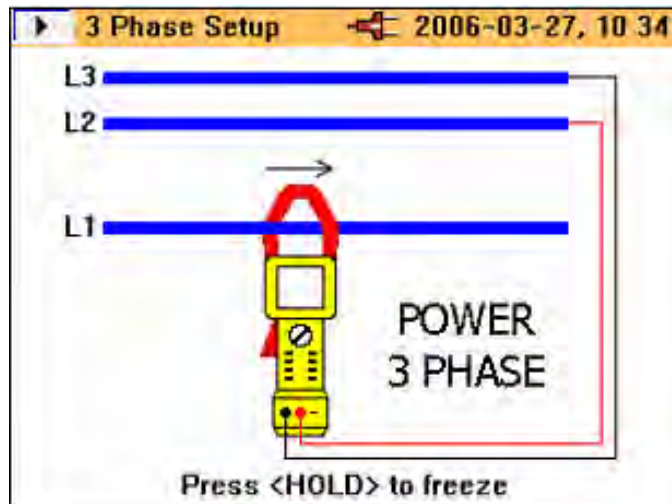 3 Phase Setup 2006-03-27, 10 34
L3
L2
L1
POWER
3 PHASE
Press <HOLD> to freeze